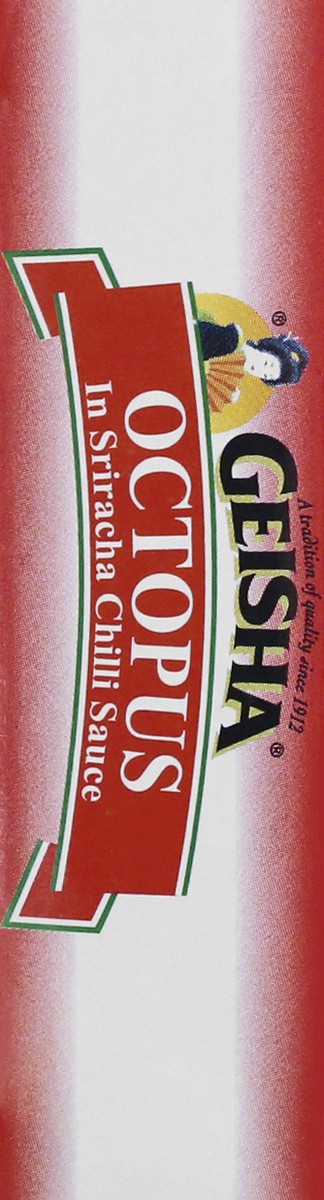 A tradition of quality since 1912
GEISHA®
®
OCTOPUS
In Sriracha Chilli Sauce